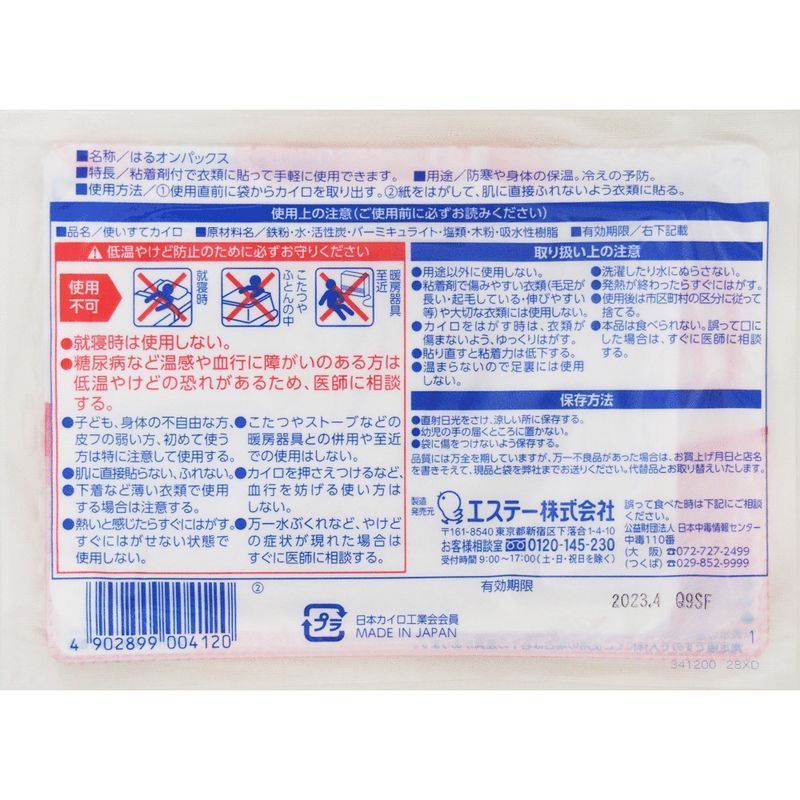 ■名称／はるオンパックス
■特長／粘着剤付で衣類に貼って手軽に使用できます。 ■用途／防寒や身体の保温。冷えの予防。
■使用方法／①使用直前に袋からカイロを取り出す。②紙をはがして、肌に直接ふれないよう衣類に貼る。
使用上の注意(ご使用前に必ずお読みください)
■品名／使いすてカイロ ■原材料名／鉄粉・水・活性炭・バーミキュライト・塩類・木粉・吸水性樹脂 ■有効期限／右下記載
低温やけど防止のために必ずお守りください
使用
不可
就寝時
こたつや
ふとんの中
暖房器具
至近
●就寝時は使用しない。
●糖尿病など温感や血行に障がいのある方は
低温やけどの恐れがあるため、医師に相談
する。
●子ども、身体の不自由な方、
皮フの弱い方、初めて使う
方は特に注意して使用する。
●肌に直接貼らない、ふれない。
●下着など薄い衣類で使用
する場合は注意する。
●熱いと感じたらすぐにはがす。
すぐにはがせない状態で
使用しない。
●こたつやストーブなどの
暖房器具との併用や至近
での使用はしない。
●カイロを押さえつけるなど、
血行を妨げる使い方は
しない。
●万一水ぶくれなど、やけど
の症状が現れた場合は
すぐに医師に相談する。
取り扱い上の注意
●用途以外に使用しない。
●粘着剤で傷みやすい衣類(毛足が
長い・起毛している・伸びやすい
等)や大切な衣類には使用しない。
●カイロをはがす時は、衣類が
傷まないよう、ゆっくりはがす。
●貼り直すと粘着力は低下する。
●温まらないので足裏には使用
しない。
●洗濯したり水にぬらさない。
●発熱が終わったらすぐにはがす。
●使用後は市区町村の区分に従って
捨てる。
●本品は食べられない。誤って口に
した場合は、すぐに医師に相談
する。
保存方法
●直射日光をさけ、涼しい所に保存する。
●幼児の手の届くところに置かない。
●袋に傷をつけないよう保存する。
品質には万全を期していますが、万一不良品があった場合は、お買上げ月日と店名
を書きそえて、現品と袋を弊社までお送りください。代替品とお取り替えいたします。
製造
発売元
エステー株式会社
〒161-8540 東京都新宿区下落合1-4-10
お客様相談室 0120-145-230
受付時間 9:00〜17:00(土・日・祝日を除く)
誤って食べた時は下記にご相談
ください。
公益財団法人 日本中毒情報センター
中毒110番
(大 阪) ☎072-727-2499
(つくば) ☎029-852-9999
有効期限
2023.4 Q9SF
②
4 902899 004120
プラ
日本カイロ工業会会員
MADE IN JAPAN
1
341200 28XD